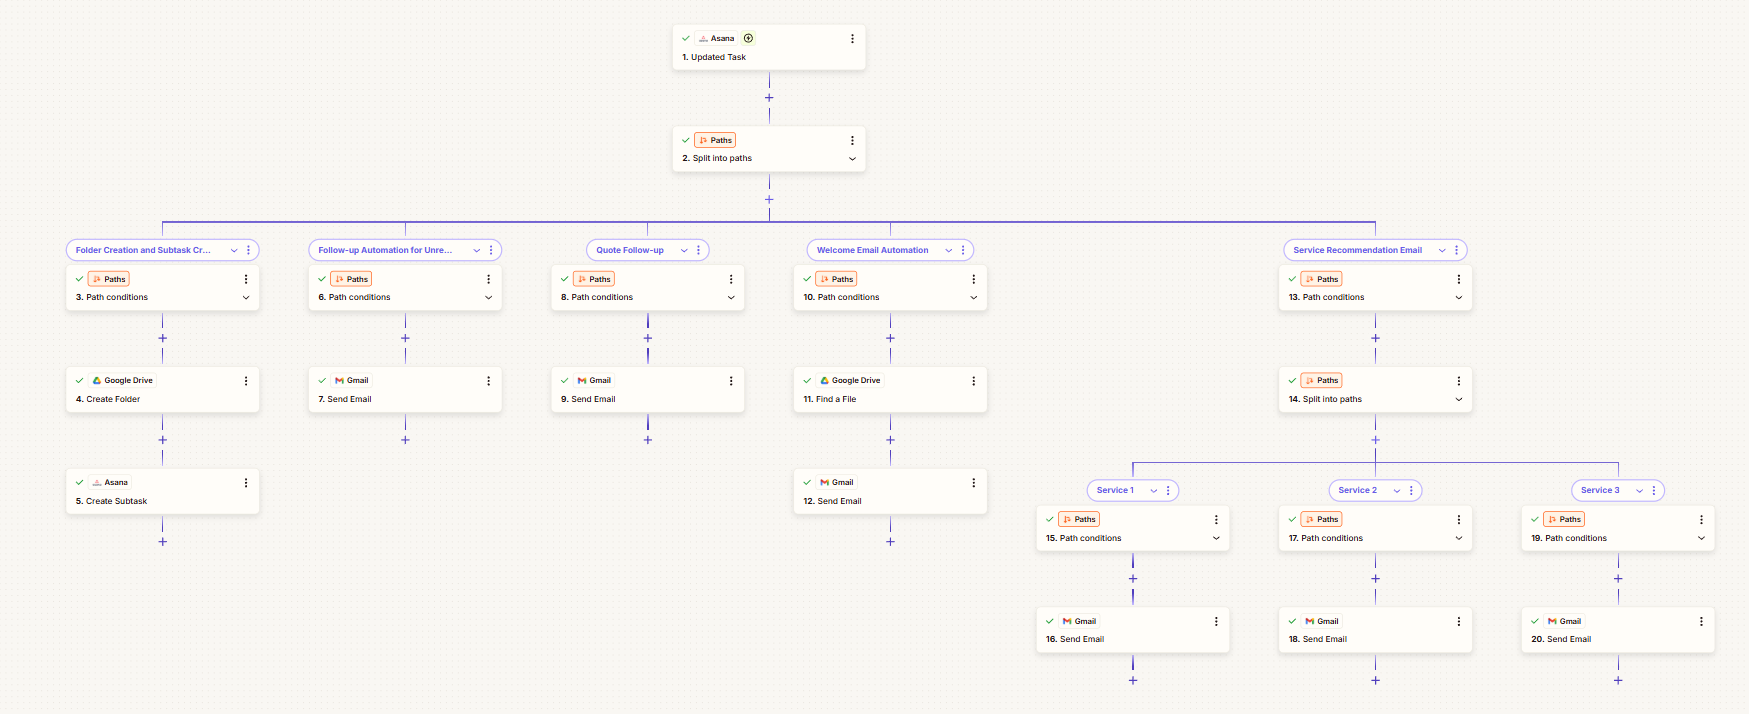 Asana
1. Updated Task
Paths
2. Split into paths
Folder Creation and Subtask Cr...
Follow-up Automation for Unre...
Quote Follow-up
Welcome Email Automation
Service Recommendation Email
Paths
3. Path conditions
Paths
6. Path conditions
Paths
8. Path conditions
Paths
10. Path conditions
Paths
13. Path conditions
Google Drive
4. Create Folder
Gmail
7. Send Email
Gmail
9. Send Email
Google Drive
11. Find a File
Paths
14. Split into paths
Asana
5. Create Subtask
Gmail
12. Send Email
Service 1
Service 2
Service 3
Paths
15. Path conditions
Paths
17. Path conditions
Paths
19. Path conditions
Gmail
16. Send Email
Gmail
18. Send Email
Gmail
20. Send Email